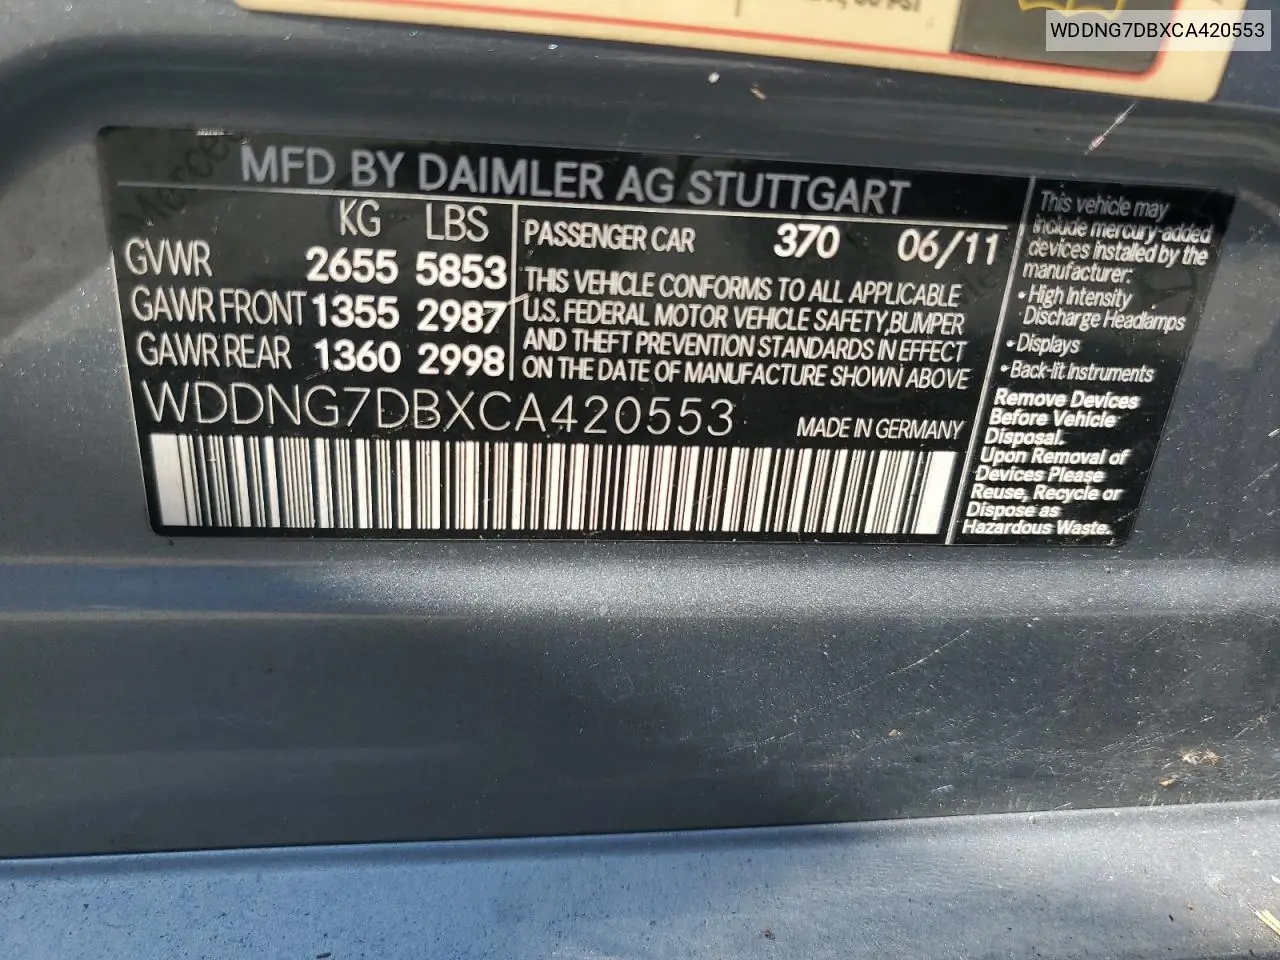 WDDNG7DBXCA420553
MFD BY DAIMLER AG STUTTGART
KG LBS
GVWR 2655 5853
GAWR FRONT 1355 2987
GAWR REAR 1360 2998
PASSENGER CAR 370 06/11
THIS VEHICLE CONFORMS TO ALL APPLICABLE
U.S. FEDERAL MOTOR VEHICLE SAFETY,BUMPER
AND THEFT PREVENTION STANDARDS IN EFFECT
ON THE DATE OF MANUFACTURE SHOWN ABOVE
WDDNG7DBXCA420553
MADE IN GERMANY
This vehicle may
include mercury-added
devices installed by the
manufacturer:
• High Intensity
Discharge Headlamps
• Displays
• Back-lit Instruments
Remove Devices
Before Vehicle
Disposal.
Upon Removal of
Devices Please
Reuse, Recycle or
Dispose as
Hazardous Waste.